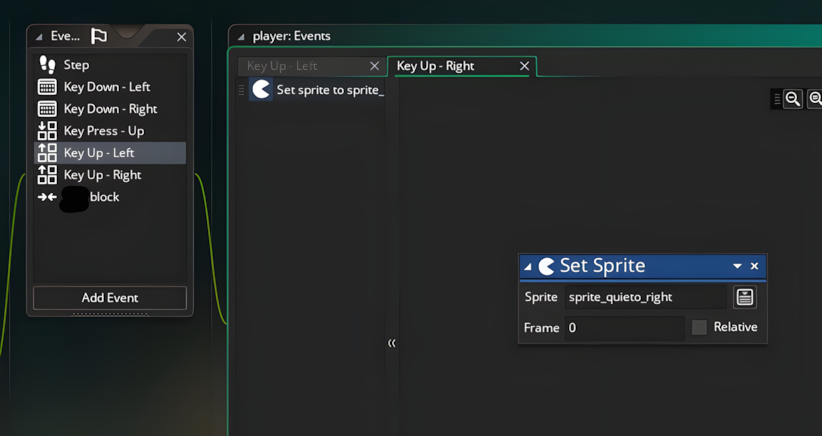 Eve...
Step
Key Down - Left
Key Down - Right
Key Press - Up
Key Up - Left
Key Up - Right
block
Add Event
player: Events
Key Up - Left
Key Up - Right
Set sprite to sprite_
Set Sprite
Sprite sprite_quieto_right
Frame 0 Relative